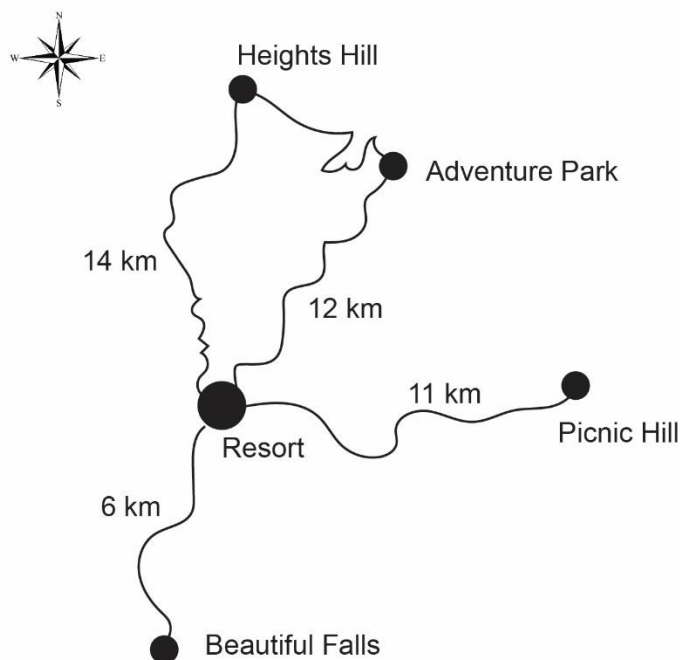 N
Heights Hill
W
E
S
Adventure Park
14 km
12 km
11 km
Picnic Hill
Resort
6 km
Beautiful Falls